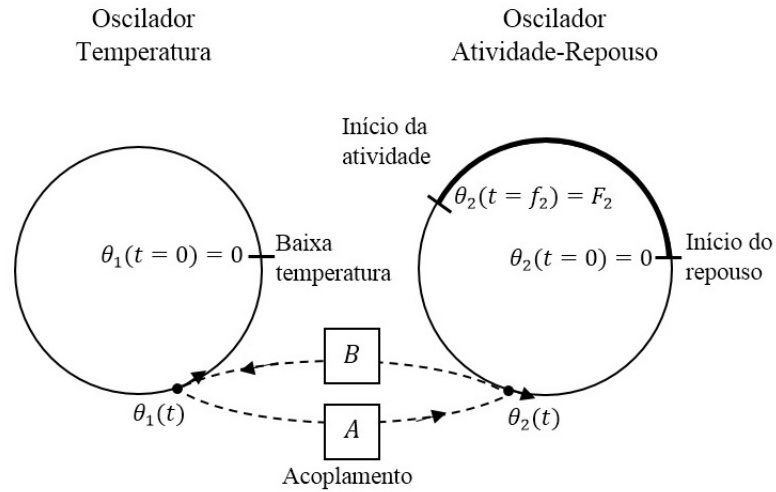 Oscilador
Temperatura
Oscilador
Atividade-Repouso
Início da
atividade
θ₂(t = f₂) = F₂
θ₁(t = 0) = 0
Baixa
temperatura
θ₂(t = 0) = 0
Início do
repouso
B
θ₁(t)
θ₂(t)
A
Acoplamento